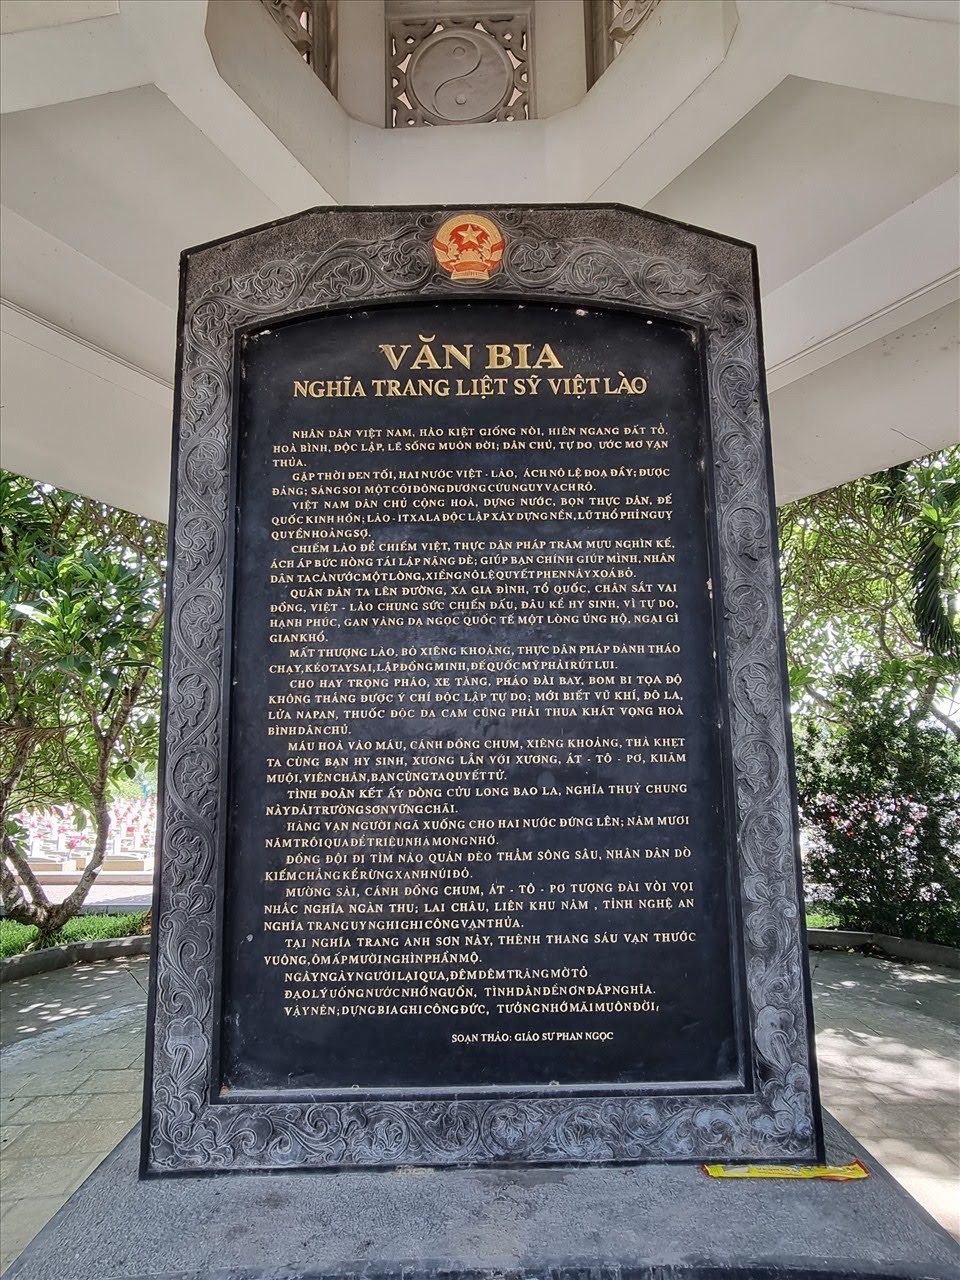 VĂN BIA
NGHĨA TRANG LIỆT SỸ VIỆT LÀO
NHÂN DÂN VIỆT NAM, HÀO KIỆT GIỐNG NÒI, HIÊN NGANG ĐẤT TỔ.
HOÀ BÌNH, ĐỘC LẬP, LẼ SỐNG MUÔN ĐỜI; DÂN CHỦ, TỰ DO ƯỚC MƠ VẠN
THỦA.
GẶP THỜI ĐEN TỐI, HAI NƯỚC VIỆT - LÀO, ÁCH NÔ LỆ ĐOẠ ĐẦY; ĐƯỢC
ĐẢNG; SÁNG SOI MỘT CÕI ĐÔNG DƯƠNG CỨU NGUY VẠCH RÕ.
VIỆT NAM DÂN CHỦ CỘNG HOÀ, DỰNG NƯỚC, BỌN THỰC DÂN, ĐẾ
QUỐC KINH HỒN; LÀO - ITXALA ĐỘC LẬP XÂY DỰNG NỀN, LŨ THỔ PHỈ NGUỴ
QUYỀN HOẢNG SỢ.
CHIẾM LÀO ĐỂ CHIẾM VIỆT, THỰC DÂN PHÁP TRĂM MƯU NGHÌN KẾ,
ÁCH ÁP BỨC HÒNG TÁI LẬP NẶNG ĐÈ; GIÚP BẠN CHÍNH GIÚP MÌNH, NHÂN
DÂN TA CẢ NƯỚC MỘT LÒNG, XIỀNG NÔ LỆ QUYẾT PHEN NÀY XOÁ BỎ.
QUÂN DÂN TA LÊN ĐƯỜNG, XA GIA ĐÌNH, TỔ QUỐC, CHÂN SÁT VAI
ĐỒNG, VIỆT - LÀO CHUNG SỨC CHIẾN ĐẤU, ĐÂU KỂ HY SINH, VÌ TỰ DO,
HẠNH PHÚC, GAN VÀNG DẠ NGỌC QUỐC TẾ MỘT LÒNG ỦNG HỘ, NGẠI GÌ
GIAN KHỔ.
MẤT THƯỢNG LÀO, BỎ XIÊNG KHOẢNG, THỰC DÂN PHÁP ĐÀNH THÁO
CHẠY, KÉO TAY SAI, LẬP ĐỒNG MINH, ĐẾ QUỐC MỸ PHẢI RÚT LUI.
CHO HAY TRỌNG PHÁO, XE TĂNG, PHÁO ĐÀI BAY, BOM BI TỌA ĐỘ
KHÔNG THẮNG ĐƯỢC Ý CHÍ ĐỘC LẬP TỰ DO; MỚI BIẾT VŨ KHÍ, ĐÔ LA,
LỬA NAPAN, THUỐC ĐỘC DA CAM CŨNG PHẢI THUA KHÁT VỌNG HOÀ
BÌNH DÂN CHỦ.
MÁU HOÀ VÀO MÁU, CÁNH ĐỒNG CHUM, XIÊNG KHOẢNG, THÀ KHẸT
TA CÙNG BẠN HY SINH, XƯƠNG LẪN VỚI XƯƠNG, ÁT - TÔ - PƠ, KHĂM
MUỘI, VIÊN CHĂN, BẠN CÙNG TA QUYẾT TỬ.
TÌNH ĐOÀN KẾT ẤY DÒNG CỬU LONG BAO LA, NGHĨA THUỶ CHUNG
NÀY DẢI TRƯỜNG SƠN VỮNG CHÃI.
HÀNG VẠN NGƯỜI NGÃ XUỐNG CHO HAI NƯỚC ĐỨNG LÊN; NĂM MƯƠI
NĂM TRÔI QUA ĐỂ TRIỆU NHÀ MONG NHỚ.
ĐỒNG ĐỘI ĐI TÌM NÀO QUẢN ĐÈO THẲM SÔNG SÂU, NHÂN DÂN DÒ
KIẾM CHẲNG KỂ RỪNG XANH NÚI ĐỎ.
MƯỜNG SÀI, CÁNH ĐỒNG CHUM, ÁT - TÔ - PƠ TƯỢNG ĐÀI VÒI VỌI
NHẮC NGHĨA NGÀN THU; LAI CHÂU, LIÊN KHU NĂM , TỈNH NGHỆ AN
NGHĨA TRANG UY NGHI GHI CÔNG VẠN THỦA.
TẠI NGHĨA TRANG ANH SƠN NÀY, THÊNH THANG SÁU VẠN THƯỚC
VUÔNG, ÔM ẤP MƯỜI NGHÌN PHẦN MỘ.
NGÀY NGÀY NGƯỜI LẠI QUA, ĐÊM ĐÊM TRĂNG MỜ TỎ
ĐẠO LÝ UỐNG NƯỚC NHỚ NGUỒN, TÌNH DÂN ĐỀN ƠN ĐÁP NGHĨA.
VẬY NÊN; DỰNG BIA GHI CÔNG ĐỨC, TƯỞNG NHỚ MÃI MUÔN ĐỜI.
SOẠN THẢO: GIÁO SƯ PHAN NGỌC